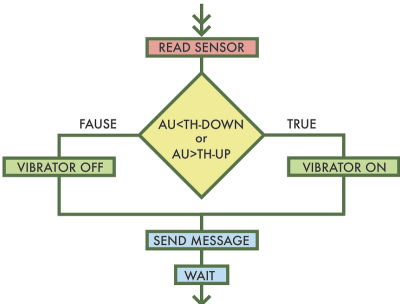 READ SENSOR
AU<TH-DOWN
or
AU>TH-UP
FAUSE
TRUE
VIBRATOR OFF
VIBRATOR ON
SEND MESSAGE
WAIT